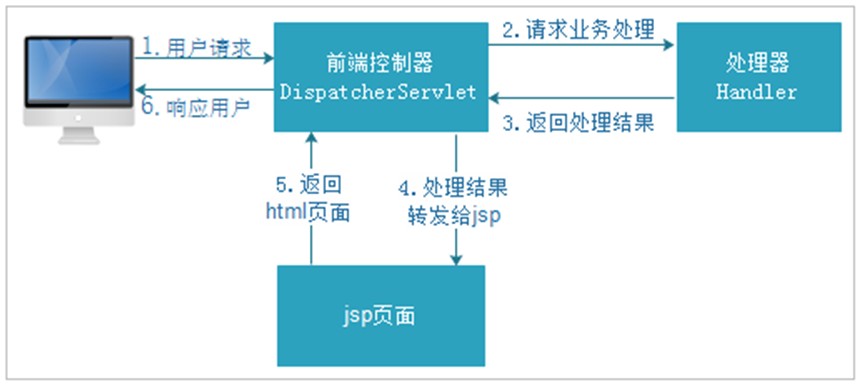 1.用户请求
6.响应用户
前端控制器
DispatcherServlet
2.请求业务处理
3.返回处理结果
处理器
Handler
5.返回
html页面
4.处理结果
转发给jsp
jsp页面